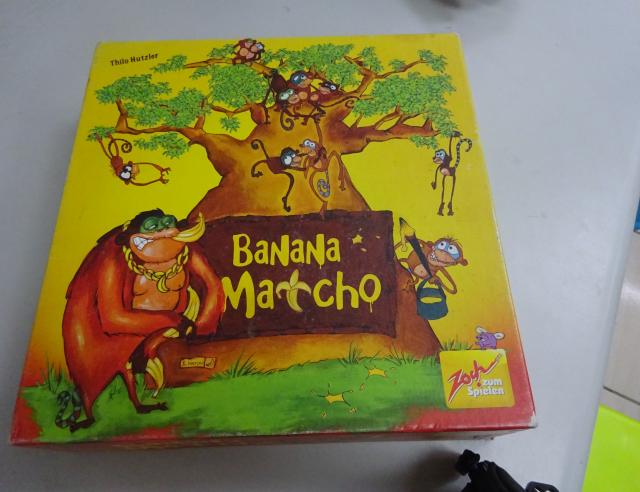 Thilo Hutzler
BANANA
Matcho
Zoch
zum
Spielen